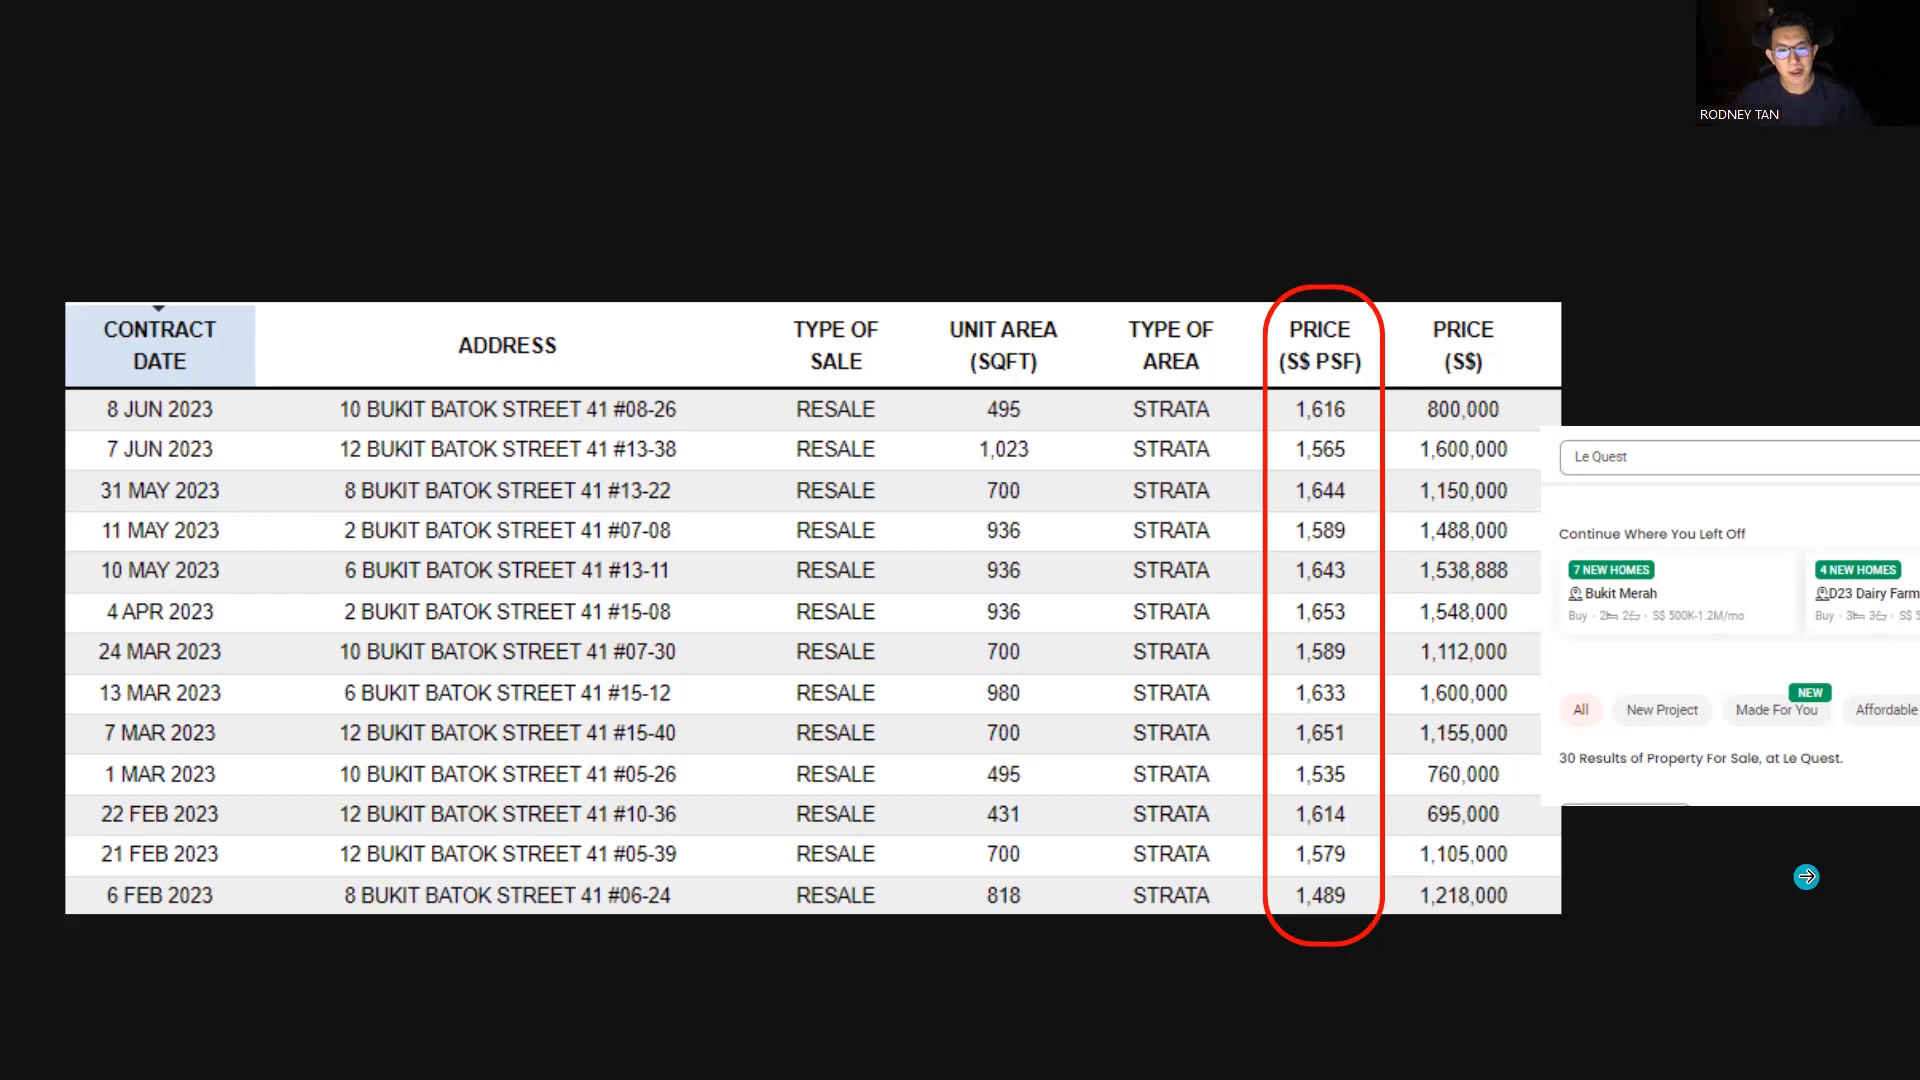 RODNEY TAN
CONTRACT DATE ADDRESS TYPE OF SALE UNIT AREA (SQFT) TYPE OF AREA PRICE (S$ PSF) PRICE (S$)
8 JUN 2023 10 BUKIT BATOK STREET 41 #08-26 RESALE 495 STRATA 1,616 800,000
7 JUN 2023 12 BUKIT BATOK STREET 41 #13-38 RESALE 1,023 STRATA 1,565 1,600,000
31 MAY 2023 8 BUKIT BATOK STREET 41 #13-22 RESALE 700 STRATA 1,644 1,150,000
11 MAY 2023 2 BUKIT BATOK STREET 41 #07-08 RESALE 936 STRATA 1,589 1,488,000
10 MAY 2023 6 BUKIT BATOK STREET 41 #13-11 RESALE 936 STRATA 1,643 1,538,888
4 APR 2023 2 BUKIT BATOK STREET 41 #15-08 RESALE 936 STRATA 1,653 1,548,000
24 MAR 2023 10 BUKIT BATOK STREET 41 #07-30 RESALE 700 STRATA 1,589 1,112,000
13 MAR 2023 6 BUKIT BATOK STREET 41 #15-12 RESALE 980 STRATA 1,633 1,600,000
7 MAR 2023 12 BUKIT BATOK STREET 41 #15-40 RESALE 700 STRATA 1,651 1,155,000
1 MAR 2023 10 BUKIT BATOK STREET 41 #05-26 RESALE 495 STRATA 1,535 760,000
22 FEB 2023 12 BUKIT BATOK STREET 41 #10-36 RESALE 431 STRATA 1,614 695,000
21 FEB 2023 12 BUKIT BATOK STREET 41 #05-39 RESALE 700 STRATA 1,579 1,105,000
6 FEB 2023 8 BUKIT BATOK STREET 41 #06-24 RESALE 818 STRATA 1,489 1,218,000
Le Quest
Continue Where You Left Off
7 NEW HOMES 4 NEW HOMES
Bukit Merah D23 Dairy Farm
Buy · 2 2 · S$ 500K-1.2M/mo Buy · 3 3 · S$ 5
NEW
All New Project Made For You Affordable
30 Results of Property For Sale, at Le Quest.